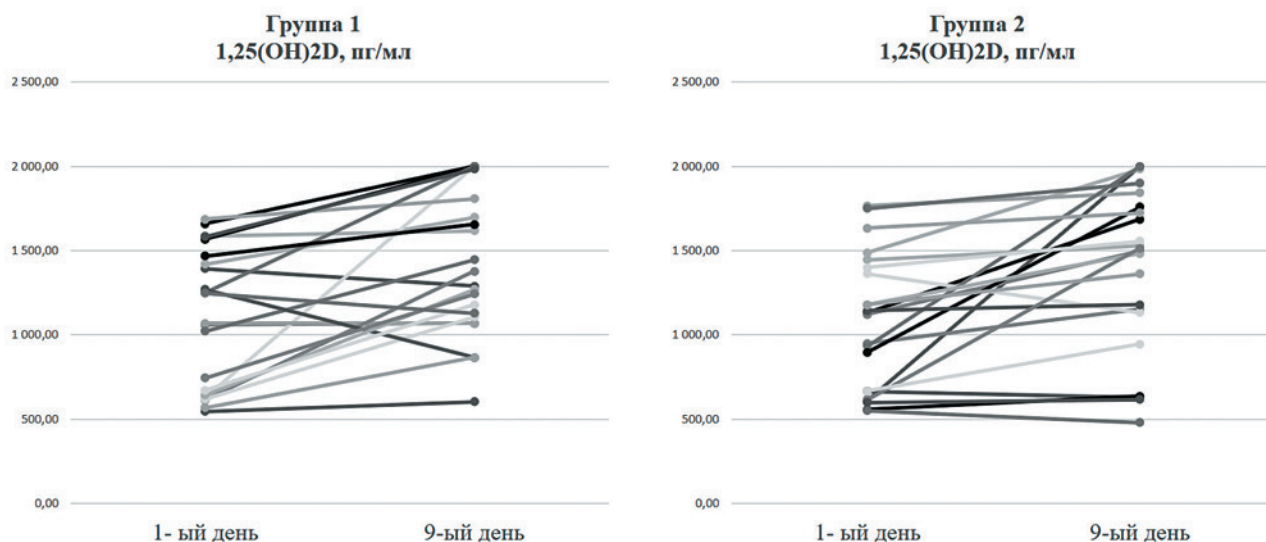 Группа 1
1,25(OH)2D, пг/мл
2 500,00
2 000,00
1 500,00
1 000,00
500,00
0,00
1- ый день
9-ый день
Группа 2
1,25(OH)2D, пг/мл
2 500,00
2 000,00
1 500,00
1 000,00
500,00
0,00
1- ый день
9-ый день